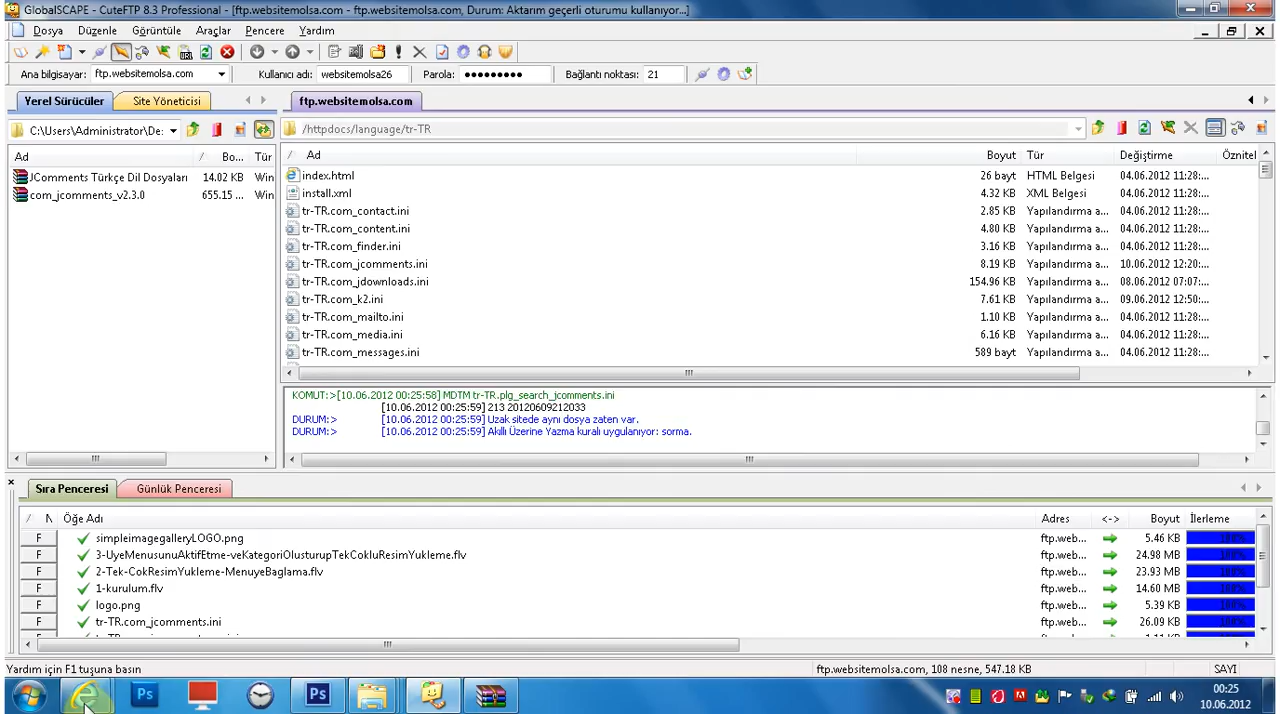 GlobalSCAPE - CuteFTP 8.3 Professional - [ftp.websitemolsa.com - ftp.websitemolsa.com, Durum: Aktarım geçerli oturumu kullanıyor...]
Dosya Düzenle Görüntüle Araçlar Pencere Yardım
Ana bilgisayar: ftp.websitemolsa.com Kullanıcı adı: websitemolsa26 Parola: ●●●●●●●●● Bağlantı noktası: 21
Yerel Sürücüler Site Yöneticisi ftp.websitemolsa.com
C:\Users\Administrator\De: /httpdocs/language/tr-TR
Ad / Bo... Tür / Ad Boyut Tür Değiştirme Öznitel
JComments Türkçe Dil Dosyaları 14.02 KB Win
com_jcomments_v2.3.0 655.15 ... Win
index.html 26 bayt HTML Belgesi 04.06.2012 11:28:...
install.xml 4.32 KB XML Belgesi 04.06.2012 11:28:...
tr-TR.com_contact.ini 2.85 KB Yapılandırma a... 04.06.2012 11:28:...
tr-TR.com_content.ini 4.80 KB Yapılandırma a... 04.06.2012 11:28:...
tr-TR.com_finder.ini 3.16 KB Yapılandırma a... 04.06.2012 11:28:...
tr-TR.com_jcomments.ini 8.19 KB Yapılandırma a... 10.06.2012 12:20:...
tr-TR.com_jdownloads.ini 154.96 KB Yapılandırma a... 08.06.2012 07:07:...
tr-TR.com_k2.ini 7.61 KB Yapılandırma a... 09.06.2012 12:50:...
tr-TR.com_mailto.ini 1.10 KB Yapılandırma a... 04.06.2012 11:28:...
tr-TR.com_media.ini 6.16 KB Yapılandırma a... 04.06.2012 11:28:...
tr-TR.com_messages.ini 589 bayt Yapılandırma a... 04.06.2012 11:28:...
KOMUT:> [10.06.2012 00:25:58] MDTM tr-TR.plg_search_jcomments.ini
[10.06.2012 00:25:59] 213 20120609212033
DURUM:> [10.06.2012 00:25:59] Uzak sitede aynı dosya zaten var.
DURUM:> [10.06.2012 00:25:59] Akıllı Üzerine Yazma kuralı uygulanıyor: sorma.
Sıra Penceresi Günlük Penceresi
/ N Öğe Adı Adres <-> Boyut İlerleme
F simpleimagegalleryLOGO.png ftp.web... 5.46 KB 100%
F 3-UyeMenusunuAktifEtme-veKategoriOlusturupTekCokluResimYukleme.flv ftp.web... 24.98 MB 100%
F 2-Tek-CokResimYukleme-MenuyeBaglama.flv ftp.web... 23.93 MB 100%
F 1-kurulum.flv ftp.web... 14.60 MB 100%
F logo.png ftp.web... 5.39 KB 100%
F tr-TR.com_jcomments.ini ftp.web... 26.09 KB 100%
Yardım için F1 tuşuna basın ftp.websitemolsa.com, 108 nesne, 547.18 KB SAYI
Ps Ps
00:25
10.06.2012